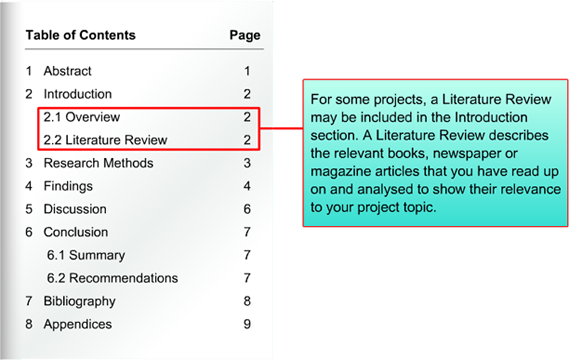 Table of Contents Page
1 Abstract 1
2 Introduction 2
2.1 Overview 2
2.2 Literature Review 2
3 Research Methods 3
4 Findings 4
5 Discussion 6
6 Conclusion 7
6.1 Summary 7
6.2 Recommendations 7
7 Bibliography 8
8 Appendices 9
For some projects, a Literature Review
may be included in the Introduction
section. A Literature Review describes
the relevant books, newspaper or
magazine articles that you have read up
on and analysed to show their relevance
to your project topic.